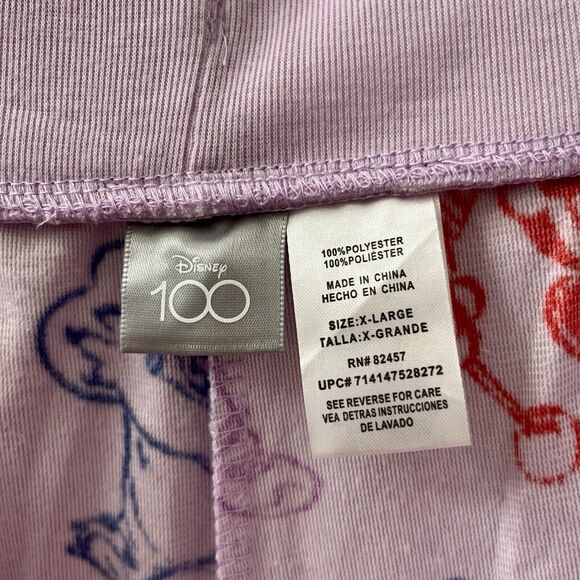 Disney
100
100%POLYESTER
100%POLIÉSTER
MADE IN CHINA
HECHO EN CHINA
SIZE:X-LARGE
TALLA:X-GRANDE
RN# 82457
UPC# 714147528272
SEE REVERSE FOR CARE
VEA DETRAS INSTRUCCIONES
DE LAVADO